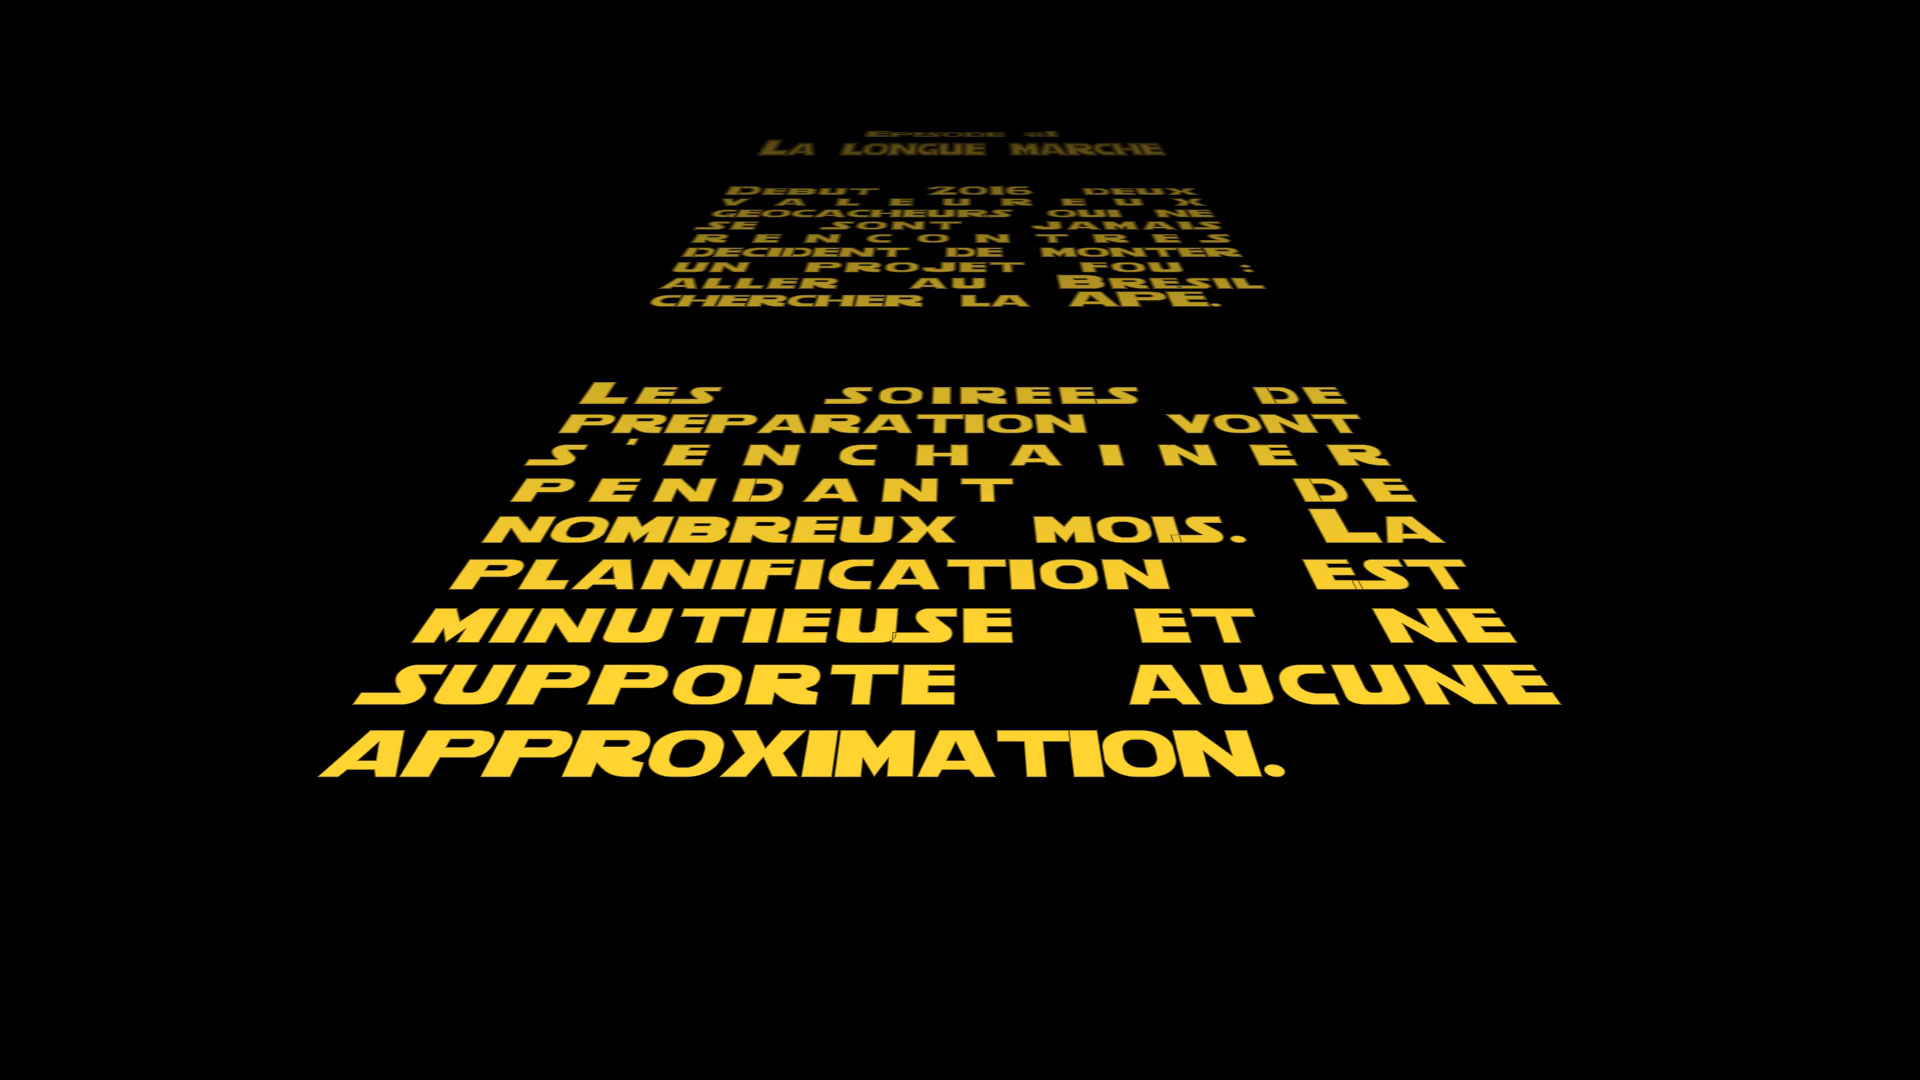 Episode #1
La longue marche
Debut 2016 deux
valeureux
geocacheurs qui ne
se sont jamais
rencontres
decident de monter
un projet fou :
aller au Bresil
chercher la APE.
Les soirees de
preparation vont
s'enchainer
pendant de
nombreux mois. La
planification est
minutieuse et ne
supporte aucune
approximation.